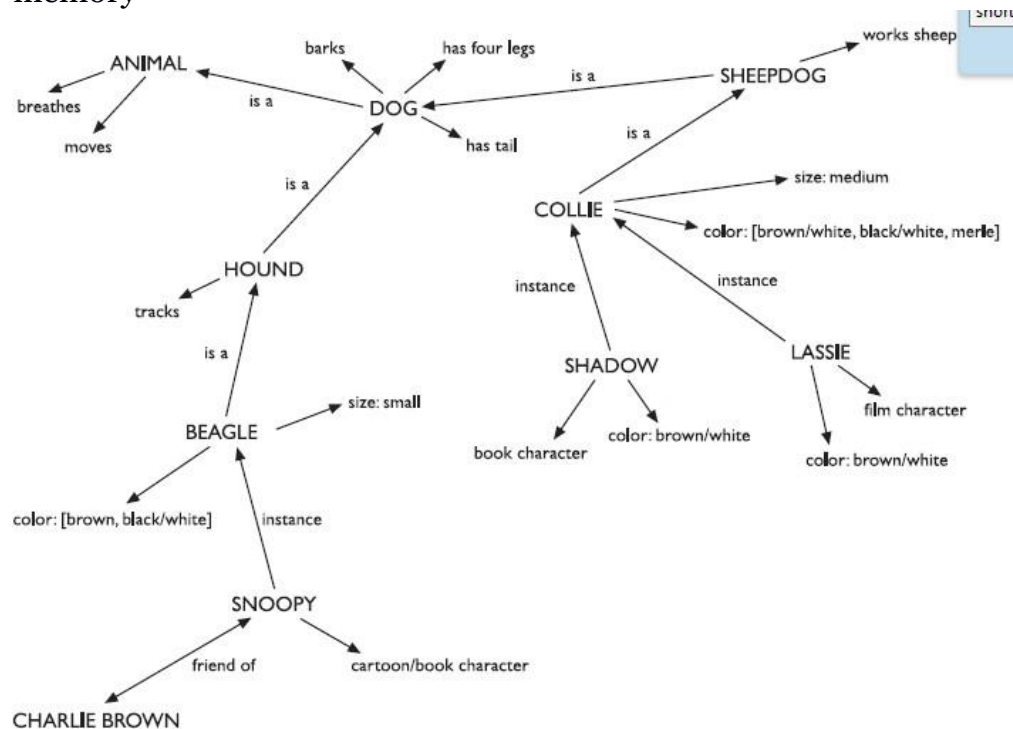 memory
short
works sheep
barks
has four legs
ANIMAL
is a
SHEEPDOG
breathes
is a
DOG
moves
has tail
is a
is a
size: medium
COLLIE
color: [brown/white, black/white, merle]
HOUND
tracks
instance
instance
is a
SHADOW
LASSIE
size: small
film character
BEAGLE
color: brown/white
book character
color: brown/white
color: [brown, black/white]
instance
SNOOPY
friend of
cartoon/book character
CHARLIE BROWN